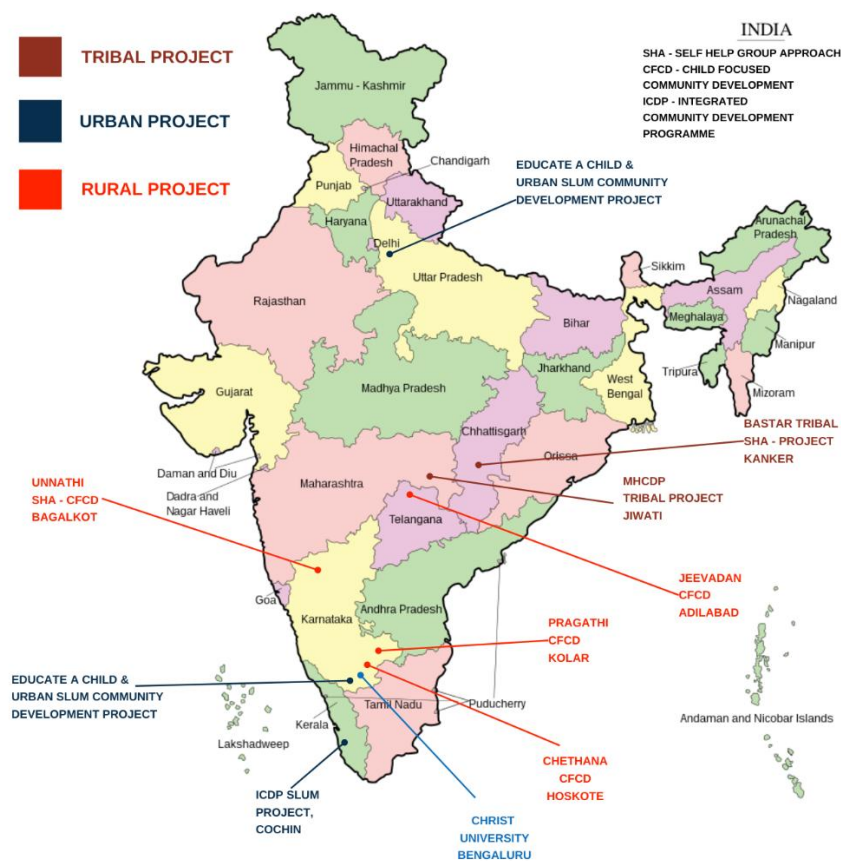 TRIBAL PROJECT
URBAN PROJECT
RURAL PROJECT
INDIA
SHA - SELF HELP GROUP APPROACH
CFCD - CHILD FOCUSED
COMMUNITY DEVELOPMENT
ICDP - INTEGRATED
COMMUNITY DEVELOPMENT
PROGRAMME
Jammu - Kashmir
Himachal
Pradesh
Chandigarh
Punjab
Uttarakhand
Haryana
Delhi
EDUCATE A CHILD &
URBAN SLUM COMMUNITY
DEVELOPMENT PROJECT
Arunachal
Pradesh
Sikkim
Uttar Pradesh
Rajasthan
Assam
Nagaland
Meghalaya
Bihar
Manipur
Jharkhand
Tripura
West
Bengal
Mizoram
Gujarat
Madhya Pradesh
Chhattisgarh
BASTAR TRIBAL
SHA - PROJECT
KANKER
Orissa
Daman and Diu
Dadra and
Nagar Haveli
UNNATHI
SHA - CFCD
BAGALKOT
Maharashtra
MHCDP
TRIBAL PROJECT
JIWATI
Telangana
JEEVADAN
CFCD
ADILABAD
Goa
Karnataka
Andhra Pradesh
PRAGATHI
CFCD
KOLAR
EDUCATE A CHILD &
URBAN SLUM COMMUNITY
DEVELOPMENT PROJECT
Tamil Nadu
Puducherry
Kerala
Lakshadweep
Andaman and Nicobar Islands
CHETHANA
CFCD
HOSKOTE
ICDP SLUM
PROJECT,
COCHIN
CHRIST
UNIVERSITY
BENGALURU